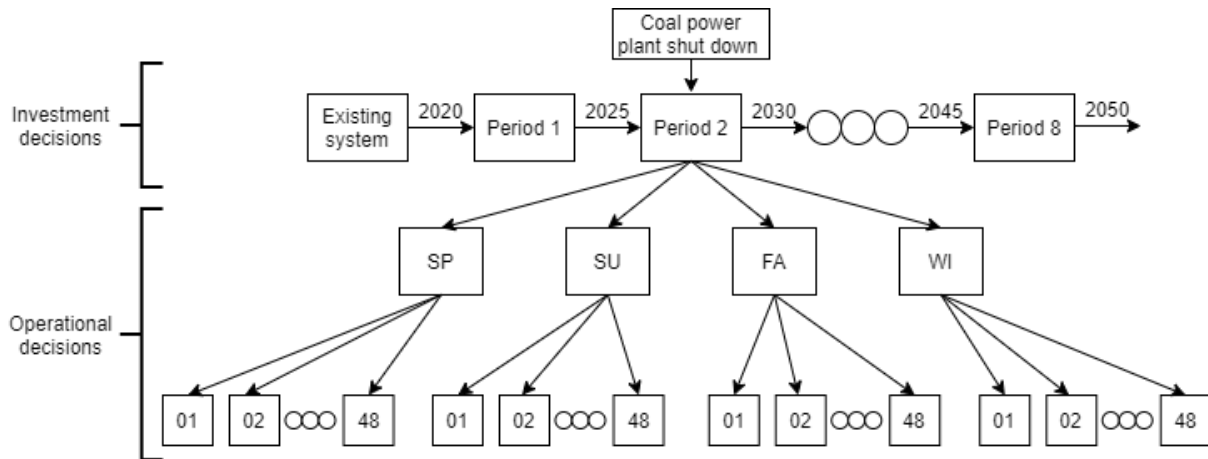 Coal power
plant shut down
Investment
decisions
Existing
system
2020
Period 1
2025
Period 2
2030
2045
Period 8
2050
Operational
decisions
SP
SU
FA
WI
01
02
48
01
02
48
01
02
48
01
02
48